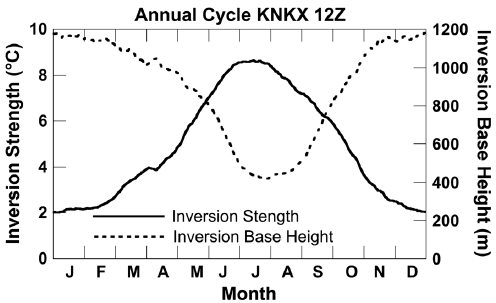 Annual Cycle KNKX 12Z
Inversion Strength (°C)
10
8
6
4
2
0
Inversion Stength
Inversion Base Height
1200
1000
800
600
400
200
0
Inversion Base Height (m)
J F M A M J J A S O N D
Month